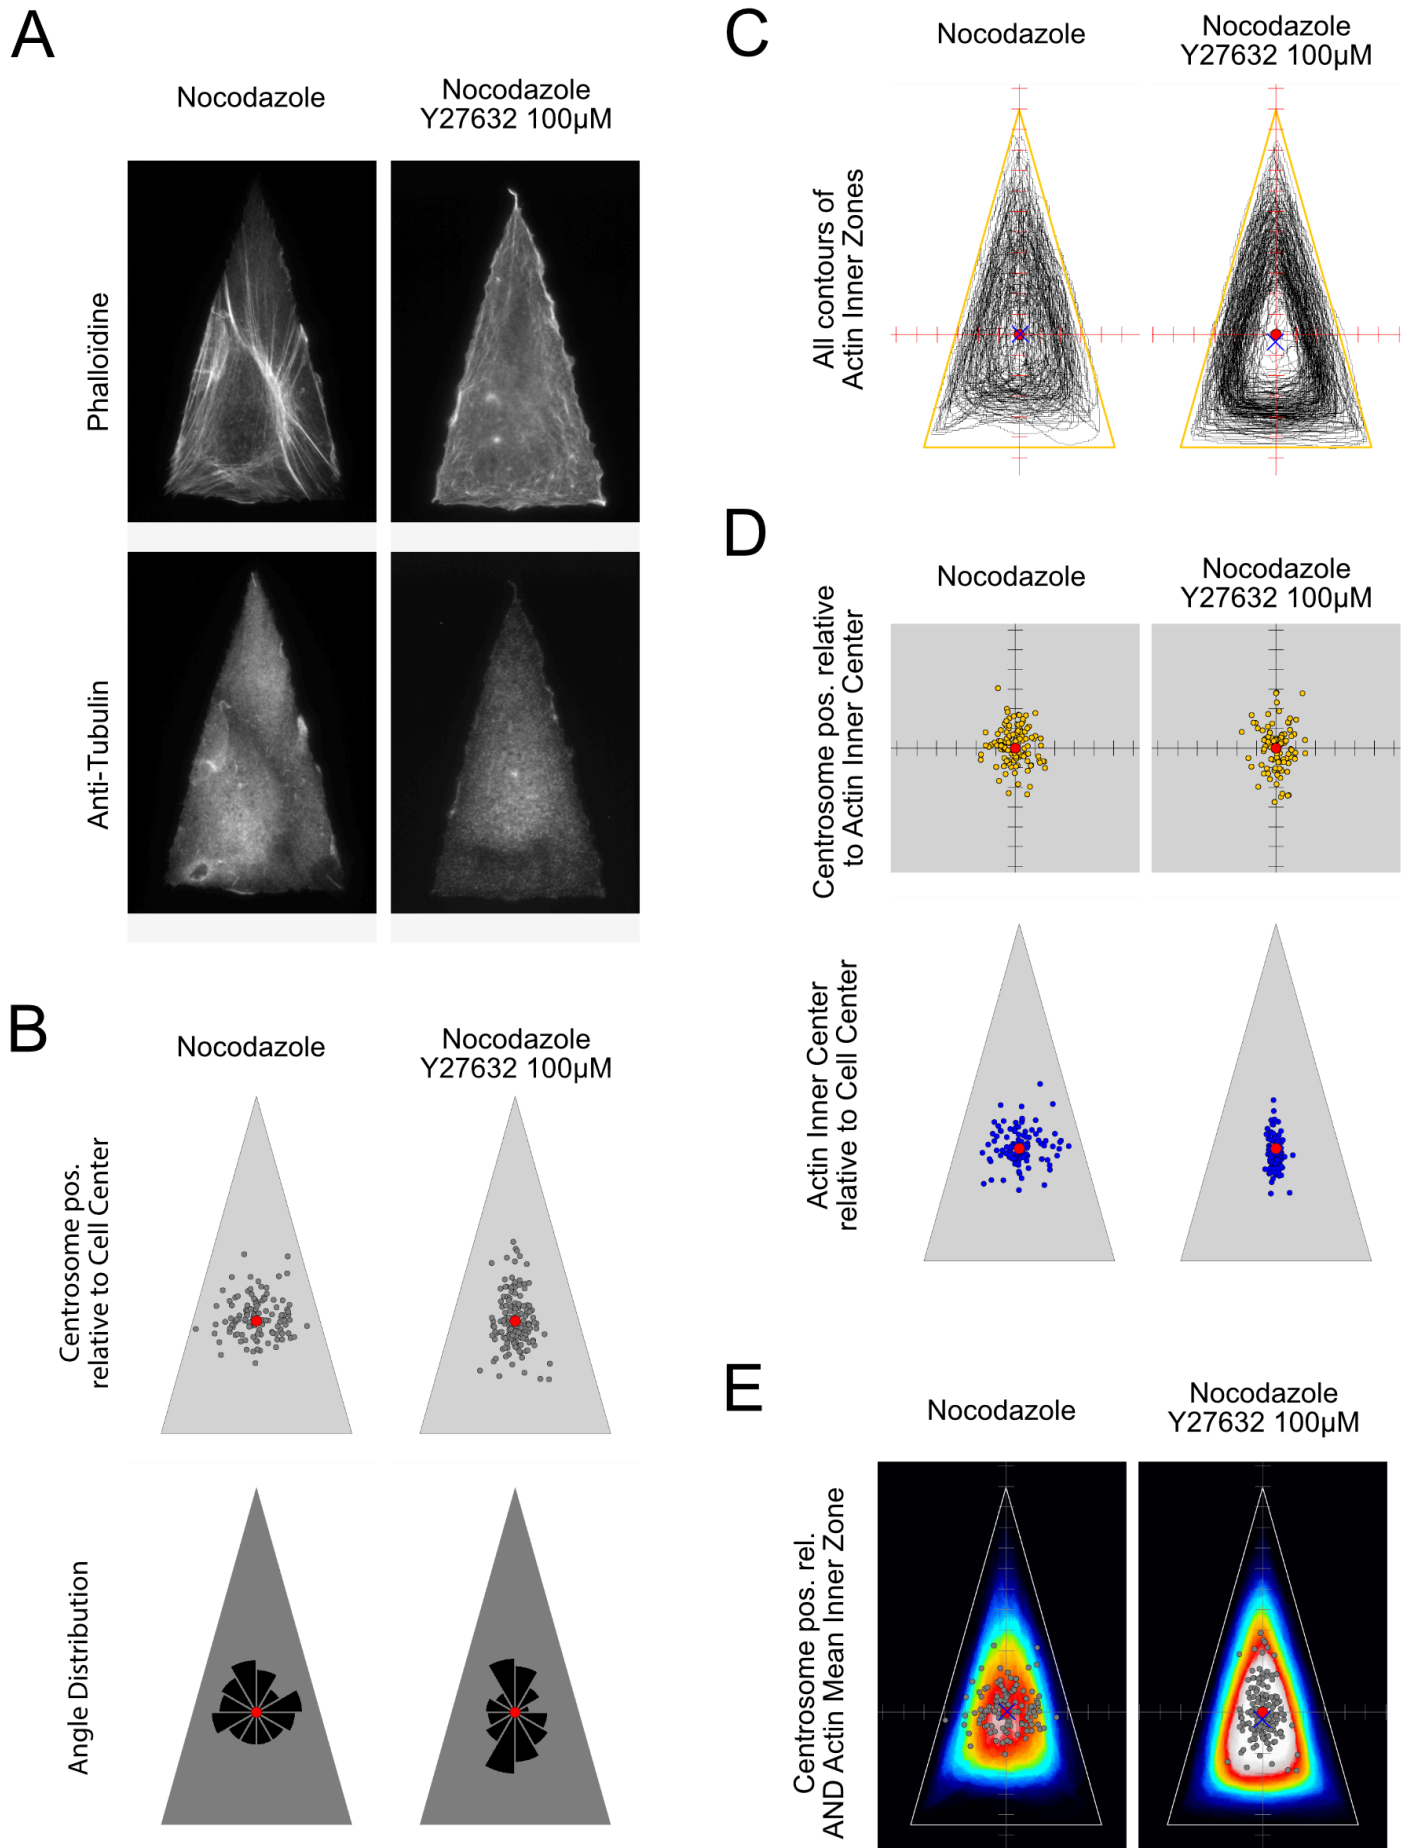 A
Nocodazole
Nocodazole
Y27632 100µM
Phalloïdine
Anti-Tubulin
B
Nocodazole
Nocodazole
Y27632 100µM
Centrosome pos.
relative to Cell Center
Angle Distribution
C
Nocodazole
Nocodazole
Y27632 100µM
All contours of
Actin Inner Zones
D
Nocodazole
Nocodazole
Y27632 100µM
Centrosome pos. relative
to Actin Inner Center
Actin Inner Center
relative to Cell Center
E
Nocodazole
Nocodazole
Y27632 100µM
Centrosome pos. rel.
AND Actin Mean Inner Zone